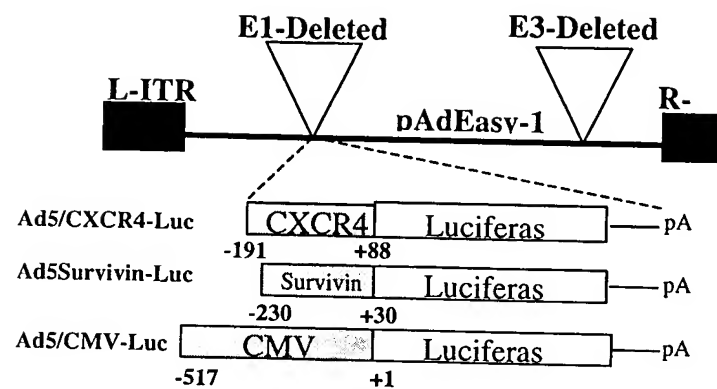 E1-Deleted E3-Deleted
L-ITR R-
pAdEasy-1
Ad5/CXCR4-Luc CXCR4 Luciferas pA
-191 +88
Ad5Survivin-Luc Survivin Luciferas pA
-230 +30
Ad5/CMV-Luc CMV Luciferas pA
-517 +1